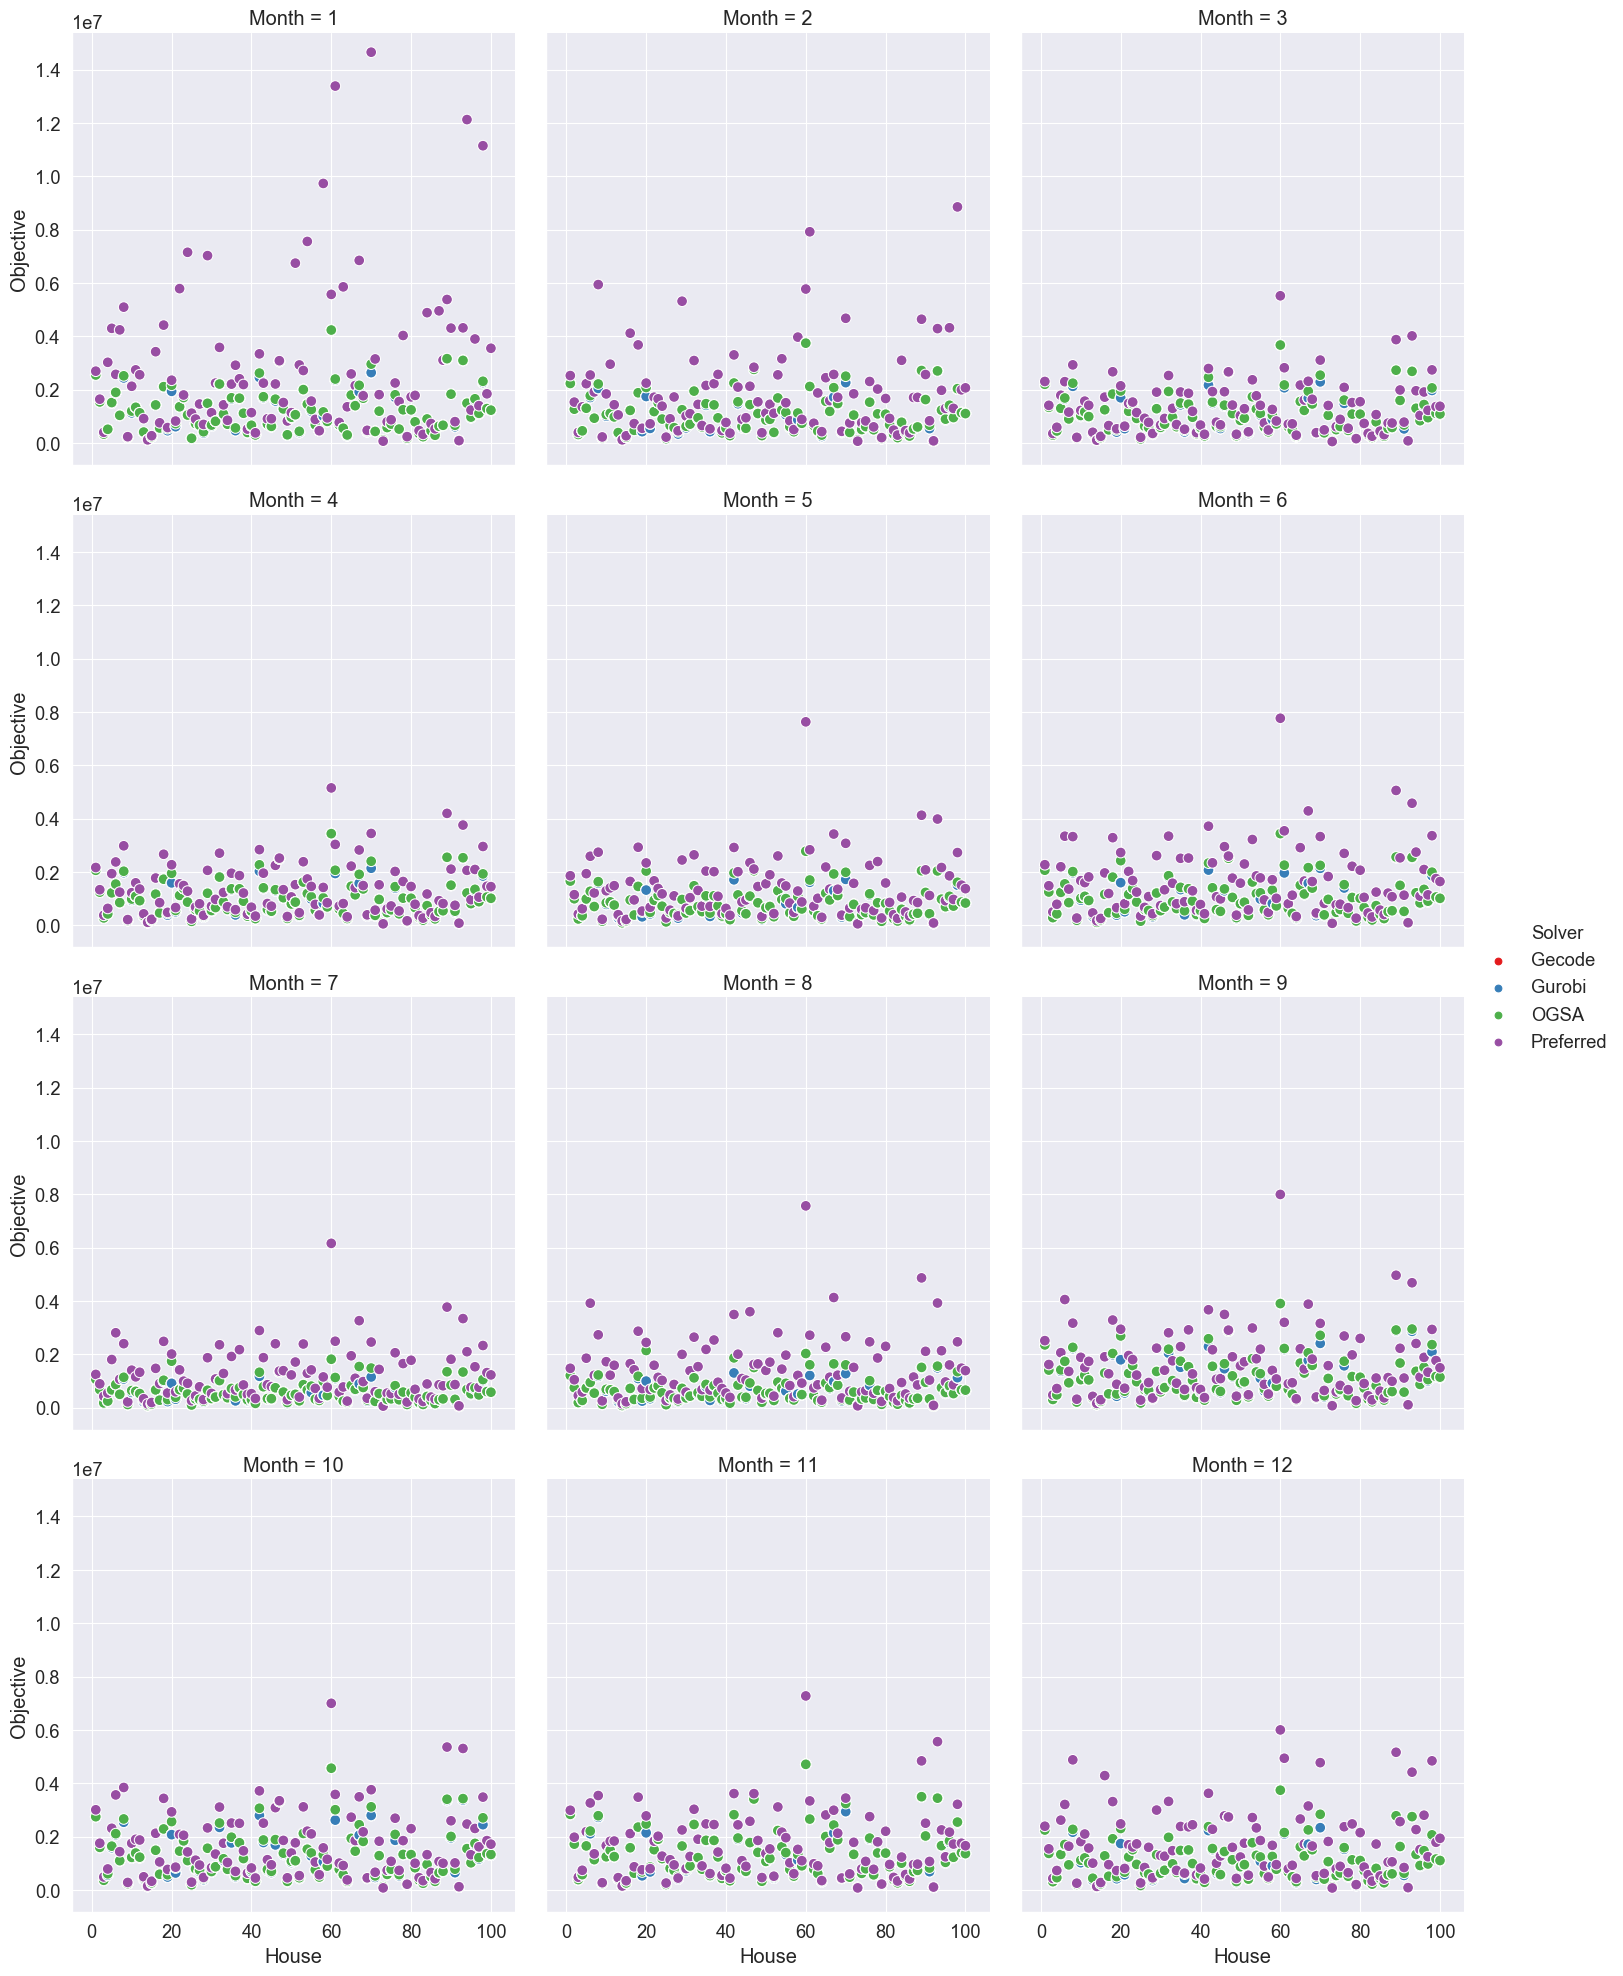 1e7
Month = 1
Month = 2
Month = 3
1.4
1.2
1.0
0.8
0.6
0.4
0.2
0.0
Objective
1e7
Month = 4
Month = 5
Month = 6
1.4
1.2
1.0
0.8
0.6
0.4
0.2
0.0
Objective
Solver
Gecode
Gurobi
OGSA
Preferred
1e7
Month = 7
Month = 8
Month = 9
1.4
1.2
1.0
0.8
0.6
0.4
0.2
0.0
Objective
1e7
Month = 10
Month = 11
Month = 12
1.4
1.2
1.0
0.8
0.6
0.4
0.2
0.0
Objective
0 20 40 60 80 100
0 20 40 60 80 100
0 20 40 60 80 100
House
House
House